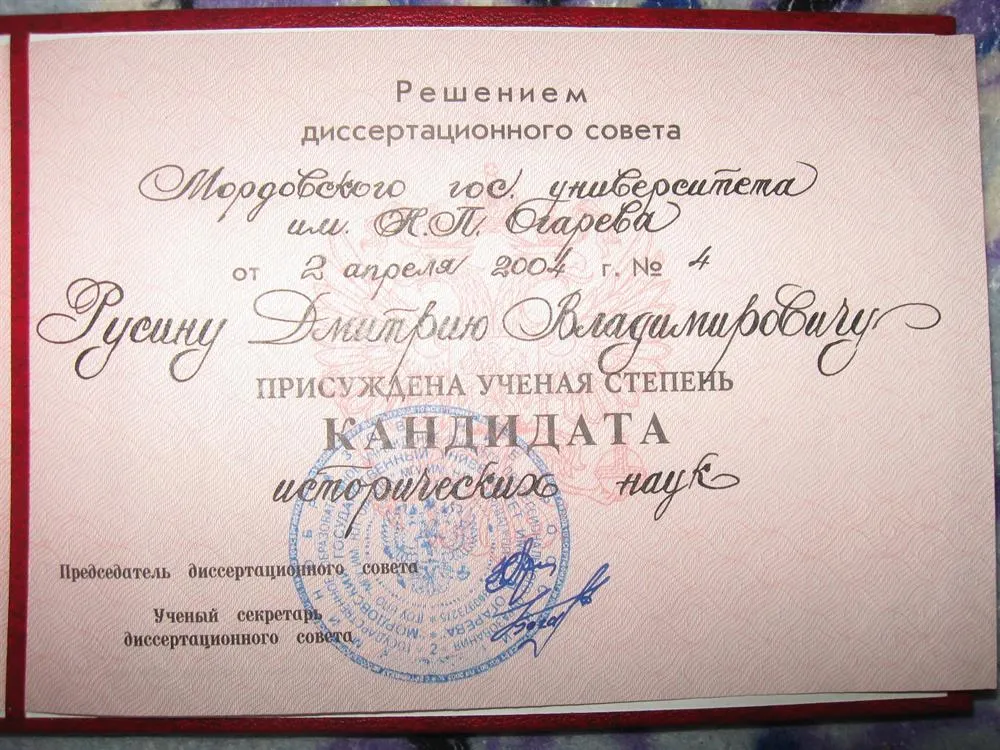 Решением
диссертационного совета
Мордовского гос. университета
им. Н.П. Огарева
от 2 апреля 2004 г. № 4
Русину Дмитрию Владимировичу
ПРИСУЖДЕНА УЧЕНАЯ СТЕПЕНЬ
КАНДИДАТА
исторических наук
Председатель диссертационного совета
Ученый секретарь
диссертационного совета